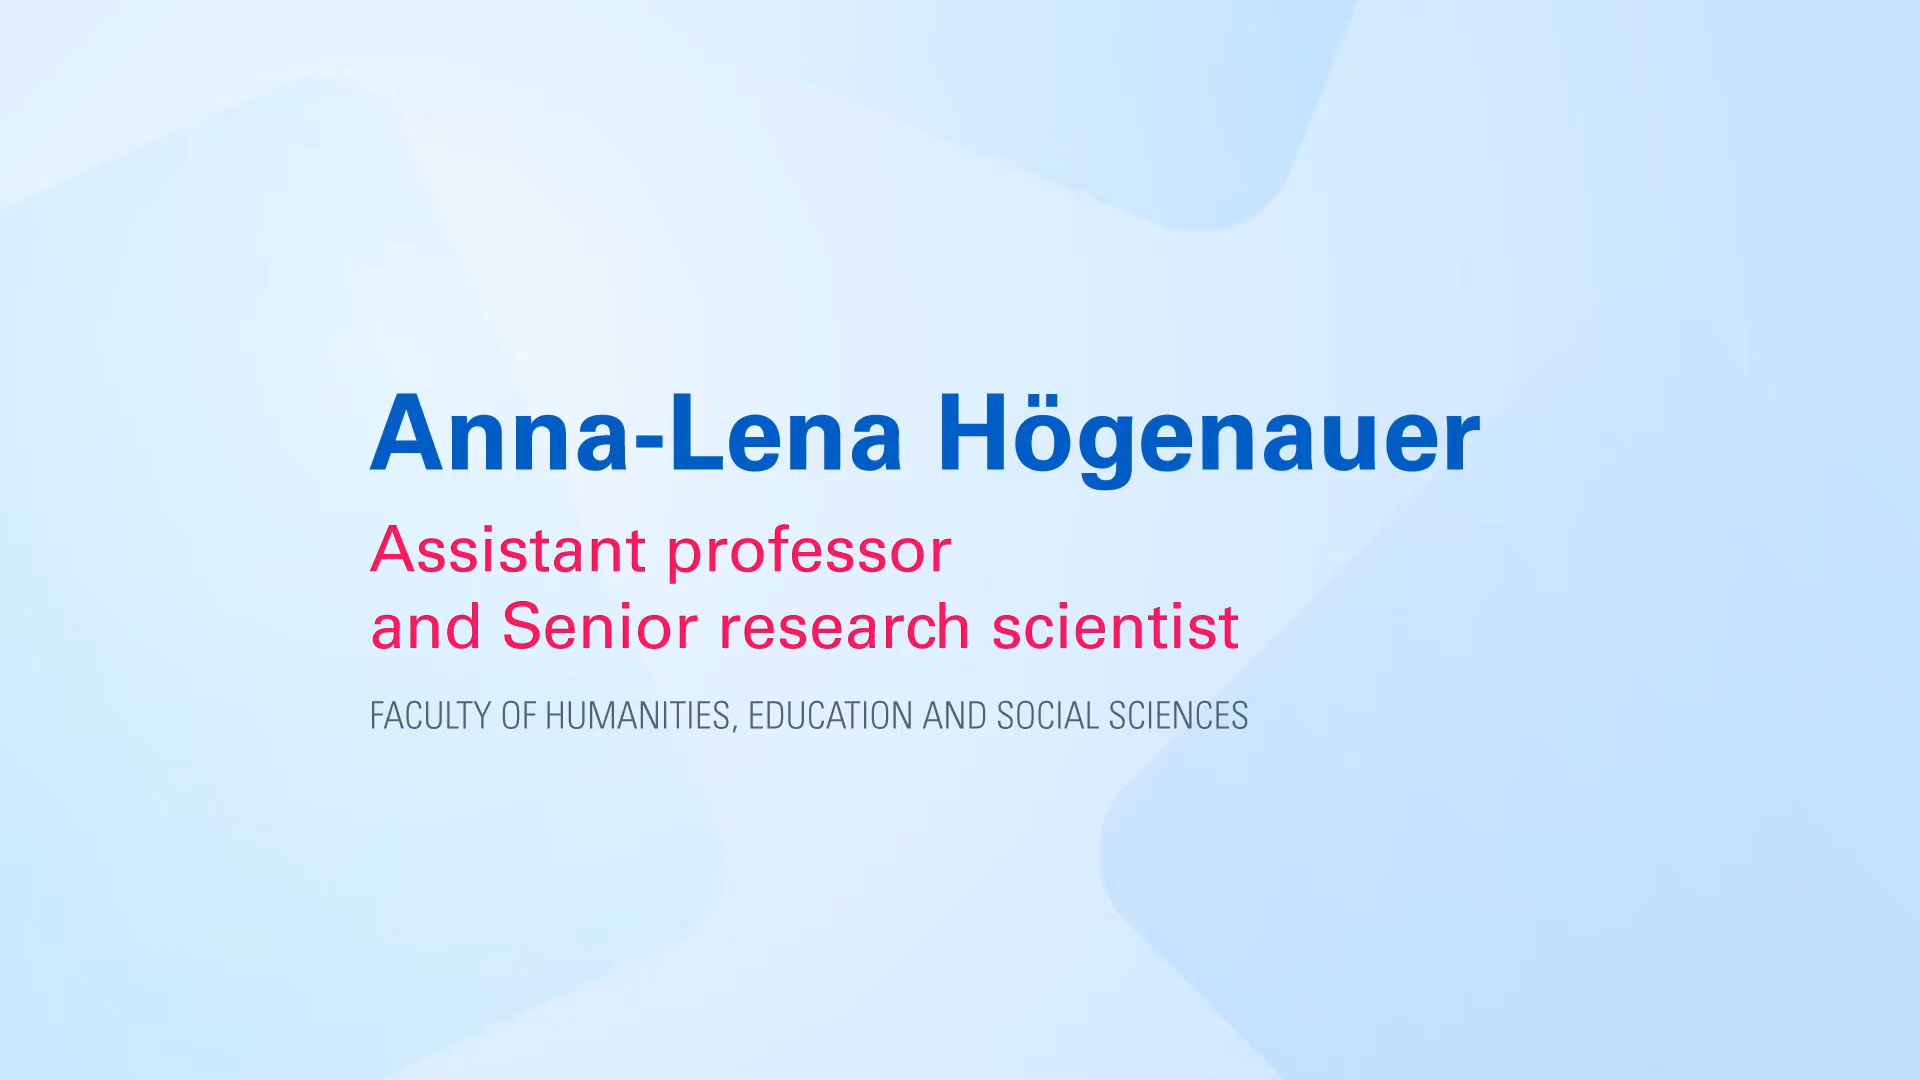 Anna-Lena Högenauer
Assistant professor
and Senior research scientist
FACULTY OF HUMANITIES, EDUCATION AND SOCIAL SCIENCES